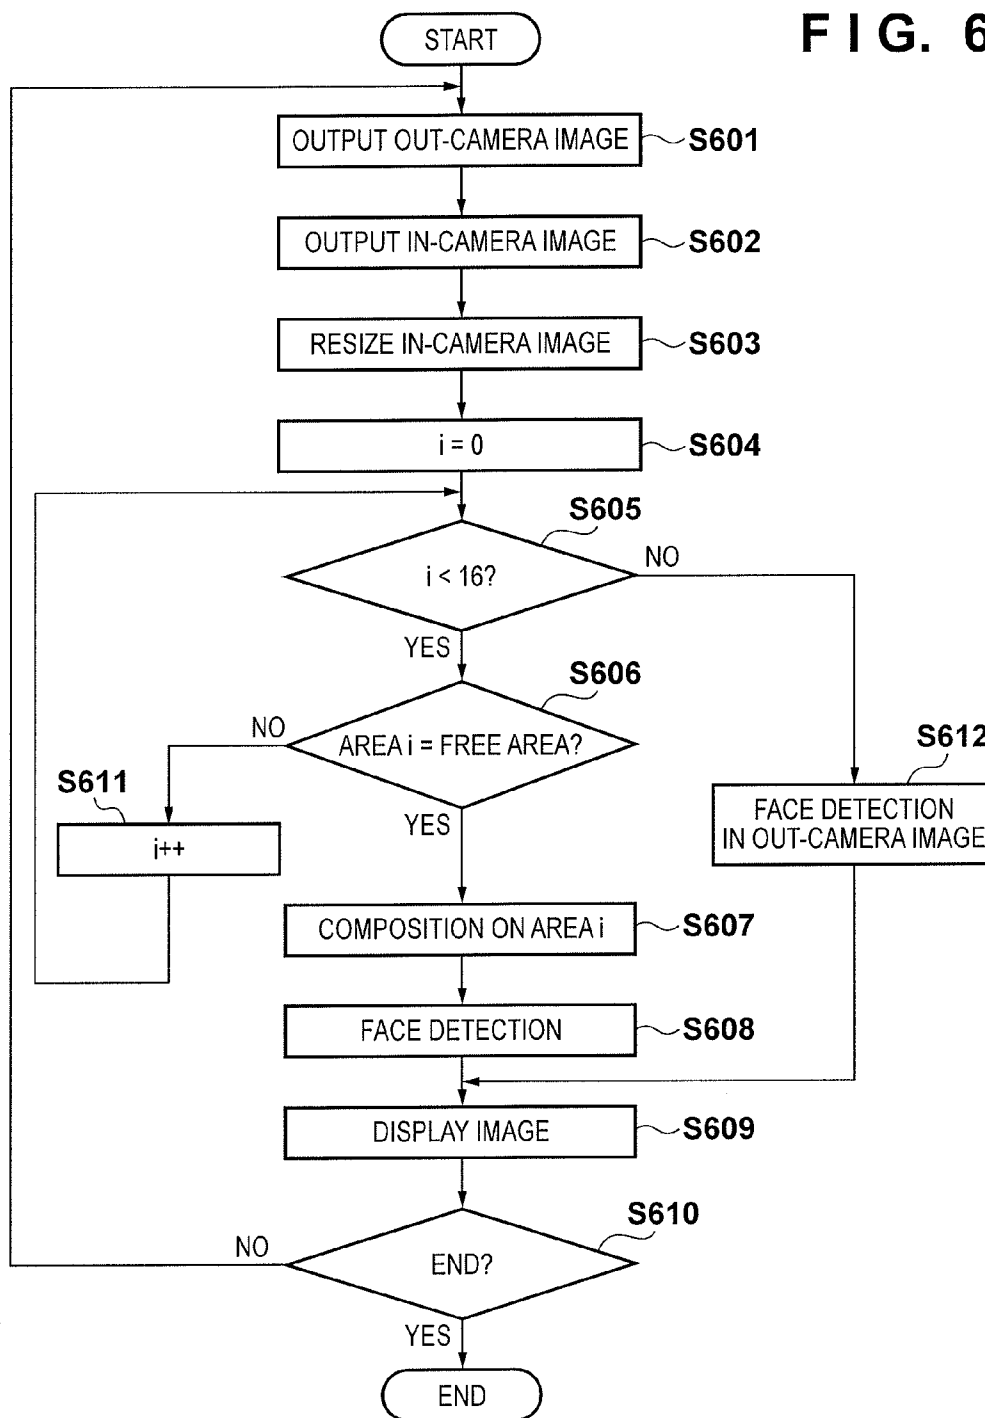 FIG. 6
START
OUTPUT OUT-CAMERA IMAGE
S601
OUTPUT IN-CAMERA IMAGE
S602
RESIZE IN-CAMERA IMAGE
S603
i = 0
S604
S605
i < 16?
NO
YES
S606
AREA i = FREE AREA?
NO
YES
S611
i++
S612
FACE DETECTION
IN OUT-CAMERA IMAGE
COMPOSITION ON AREA i
S607
FACE DETECTION
S608
DISPLAY IMAGE
S609
S610
END?
NO
YES
END